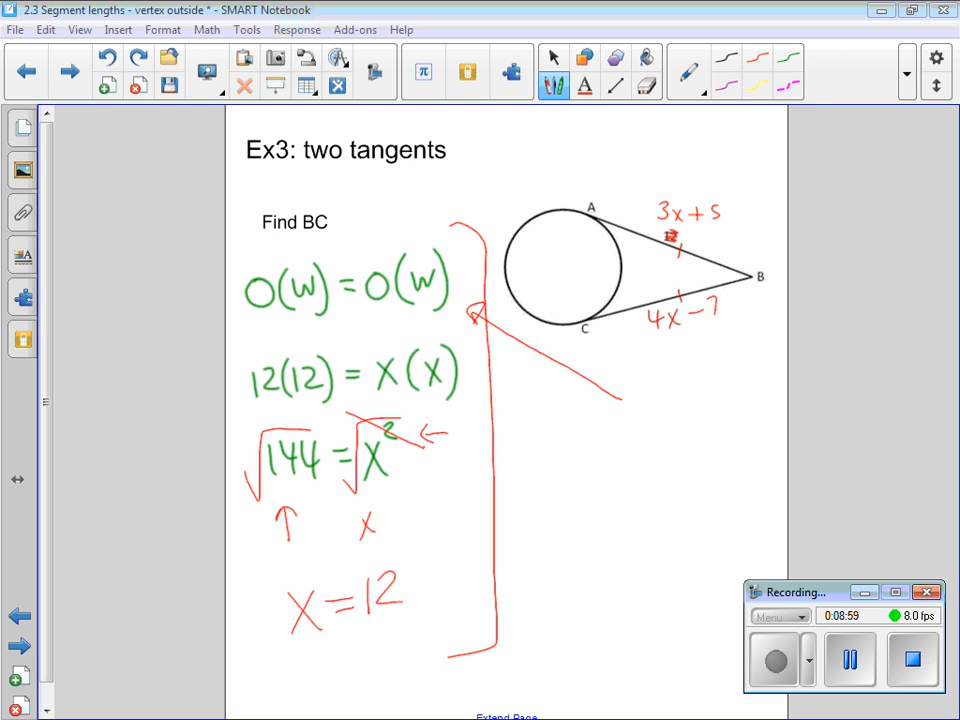 2.3 Segment lengths - vertex outside * - SMART Notebook
File Edit View Insert Format Math Tools Response Add-ons Help
Ex3: two tangents
Find BC
O(W) = O(W)
12(12) = X(X)
√144 = √X²
↑ x
X = 12
A
3x + 5
B
4x - 7
C
Recording...
Menu
0:08:59
8.0 fps
Extend Page